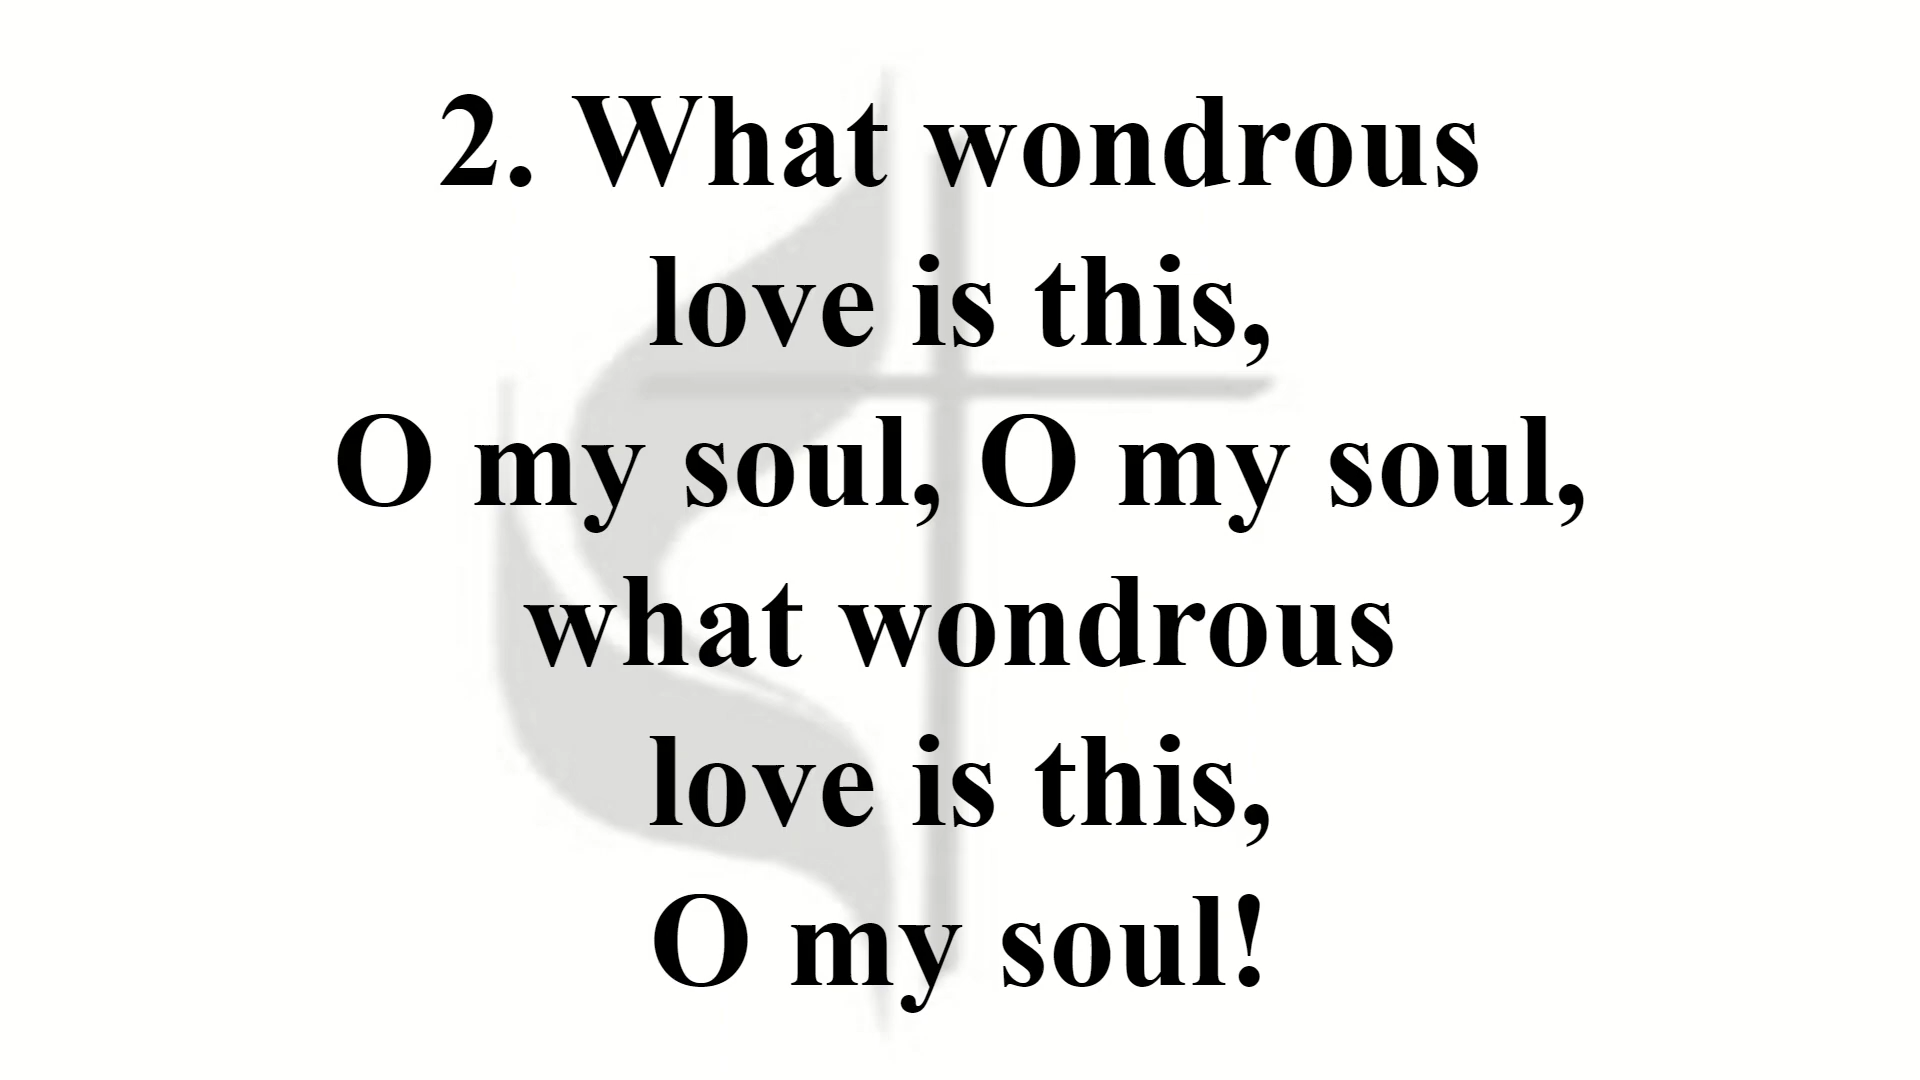 2. What wondrous
love is this,
O my soul, O my soul,
what wondrous
love is this,
O my soul!